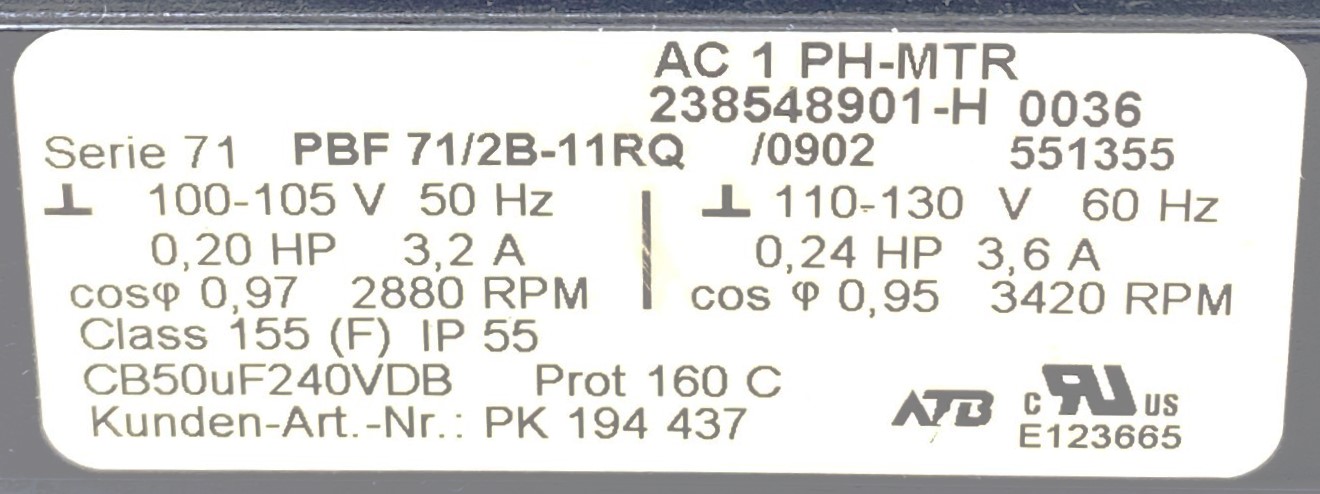 AC 1 PH-MTR
238548901-H 0036
Serie 71 PBF 71/2B-11RQ /0902 551355
⊥ 100-105 V 50 Hz | ⊥ 110-130 V 60 Hz
0,20 HP 3,2 A | 0,24 HP 3,6 A
cosφ 0,97 2880 RPM | cos φ 0,95 3420 RPM
Class 155 (F) IP 55
CB50uF240VDB Prot 160 C
Kunden-Art.-Nr.: PK 194 437
ATB c RU US
E123665